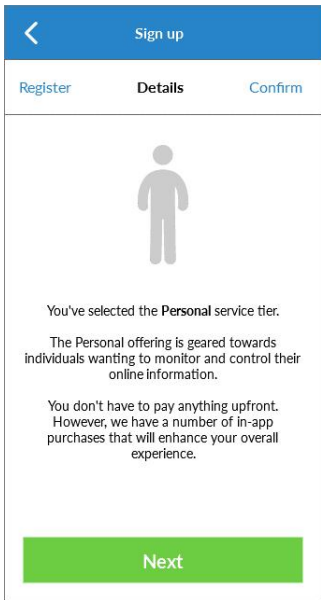 Sign up
Register Details Confirm
You've selected the Personal service tier.
The Personal offering is geared towards
individuals wanting to monitor and control their
online information.
You don't have to pay anything upfront.
However, we have a number of in-app
purchases that will enhance your overall
experience.
Next